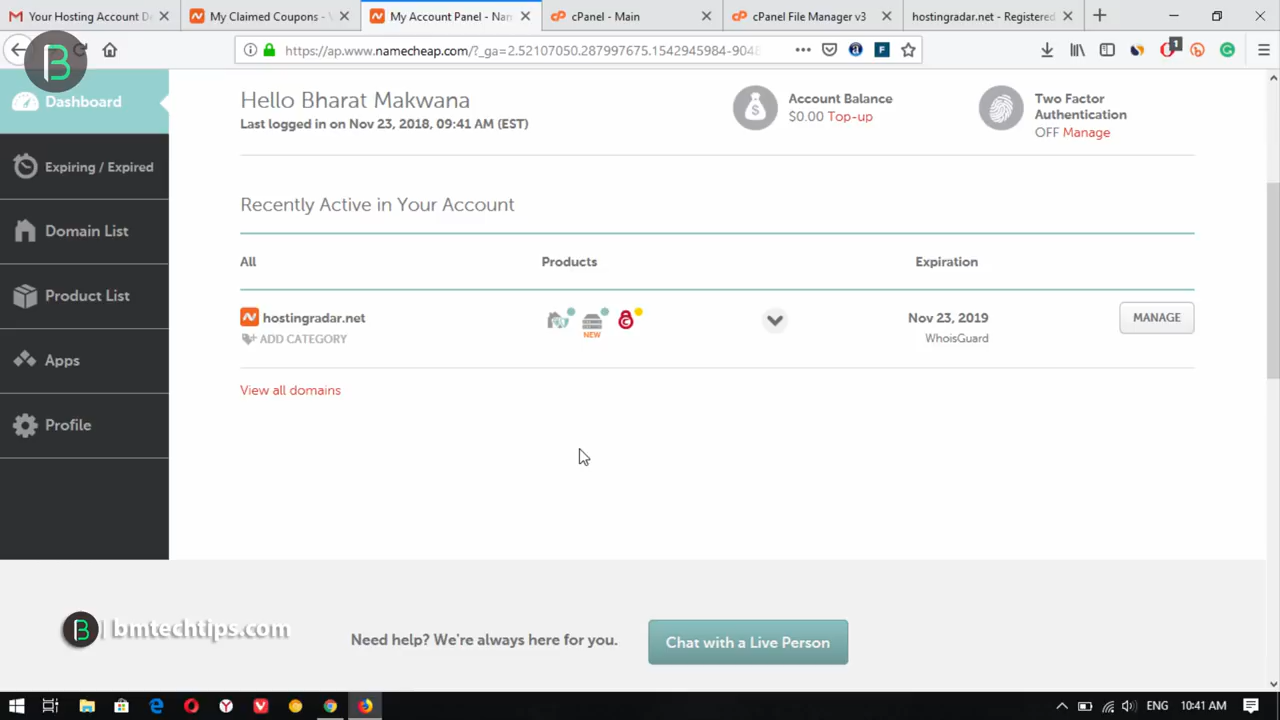 Your Hosting Account D
My Claimed Coupons - 
My Account Panel - Nam
cPanel - Main
cPanel File Manager v3
hostingradar.net - Registered
https://ap.www.namecheap.com/?_ga=2.52107050.287997675.1542945984-9048
1
Dashboard
Expiring / Expired
Domain List
Product List
Apps
Profile
Hello Bharat Makwana
Last logged in on Nov 23, 2018, 09:41 AM (EST)
Account Balance
$0.00 Top-up
Two Factor
Authentication
OFF Manage
Recently Active in Your Account
All
Products
Expiration
hostingradar.net
ADD CATEGORY
NEW
Nov 23, 2019
WhoisGuard
MANAGE
View all domains
bmtechtips.com
Need help? We're always here for you.
Chat with a Live Person
ENG
10:41 AM